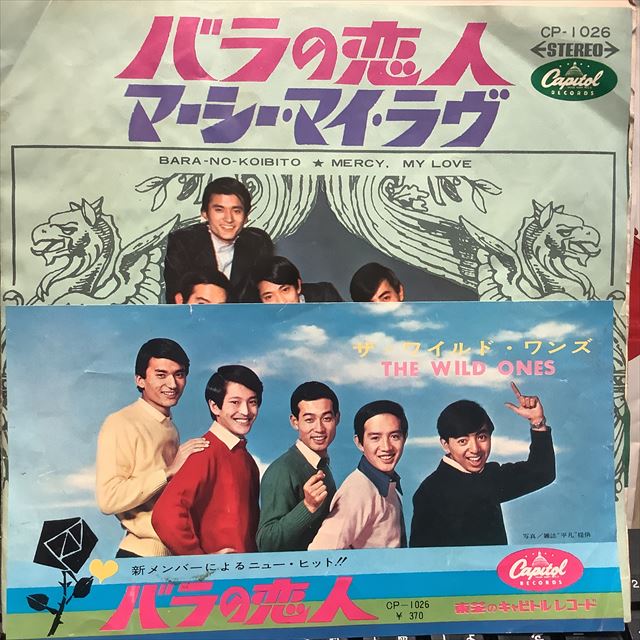 バラの恋人
マーシー・マイ・ラヴ
BARA-NO-KOIBITO ★ MERCY, MY LOVE
CP-1026
STEREO
Capitol
RECORDS
ザ・ワイルド・ワンズ
THE WILD ONES
写真/雑誌"平凡"提供
新メンバーによるニュー・ヒット!!
バラの恋人
CP-1026
¥ 370
Capitol
RECORDS
東芝のキャピトルレコード